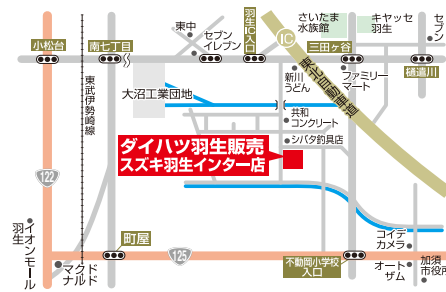 小松台
南七丁目
東中
セブン
イレブン
羽生
IC
入口
IC
さいたま
水族館
キヤッセ
羽生
セブン
三田ヶ谷
樋遣川
東武伊勢崎線
大沼工業団地
新川
うどん
ファミリー
マート
東北自動車道
共和
コンクリート
シバタ釣具店
ダイハツ羽生販売
スズキ羽生インター店
122
イオンモール
羽生
町屋
マクド
ナルド
125
不動岡小学校
入口
コイデ
カメラ
オート
ザム
加須
市役所